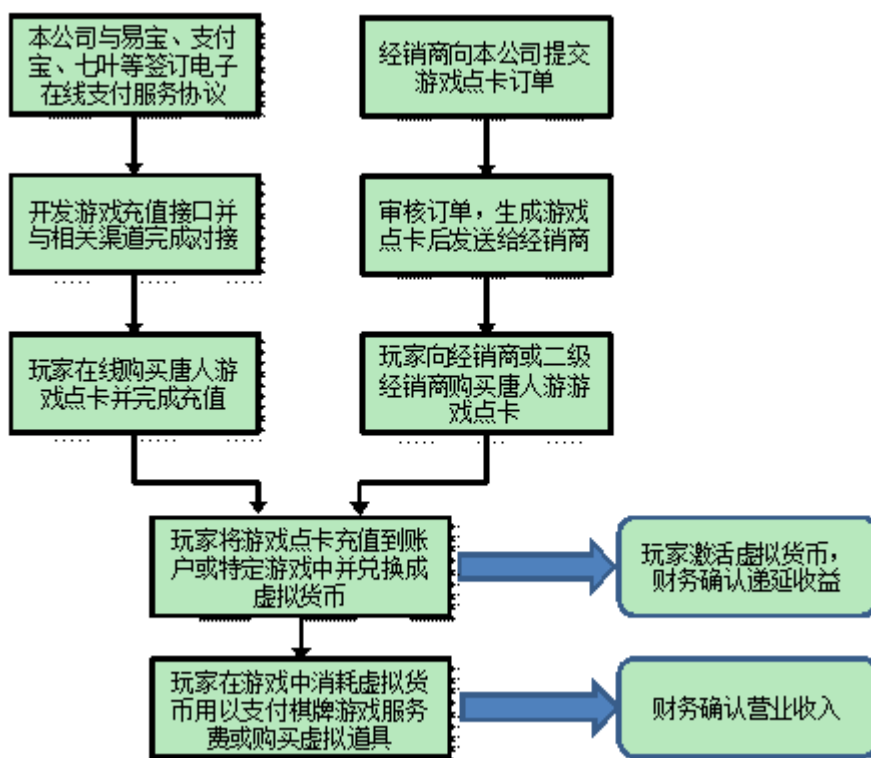 本公司与易宝、支付
宝、七叶等签订电子
在线支付服务协议
经销商向本公司提交
游戏点卡订单
开发游戏充值接口并
与相关渠道完成对接
审核订单，生成游戏
点卡后发送给经销商
玩家在线购买唐人游
戏点卡并完成充值
玩家向经销商或二级
经销商购买唐人游游
戏点卡
玩家将游戏点卡充值到账
户或特定游戏中并兑换成
虚拟货币
玩家激活虚拟货币，
财务确认递延收益
玩家在游戏中消耗虚拟货
币用以支付棋牌游戏服务
费或购买虚拟道具
财务确认营业收入